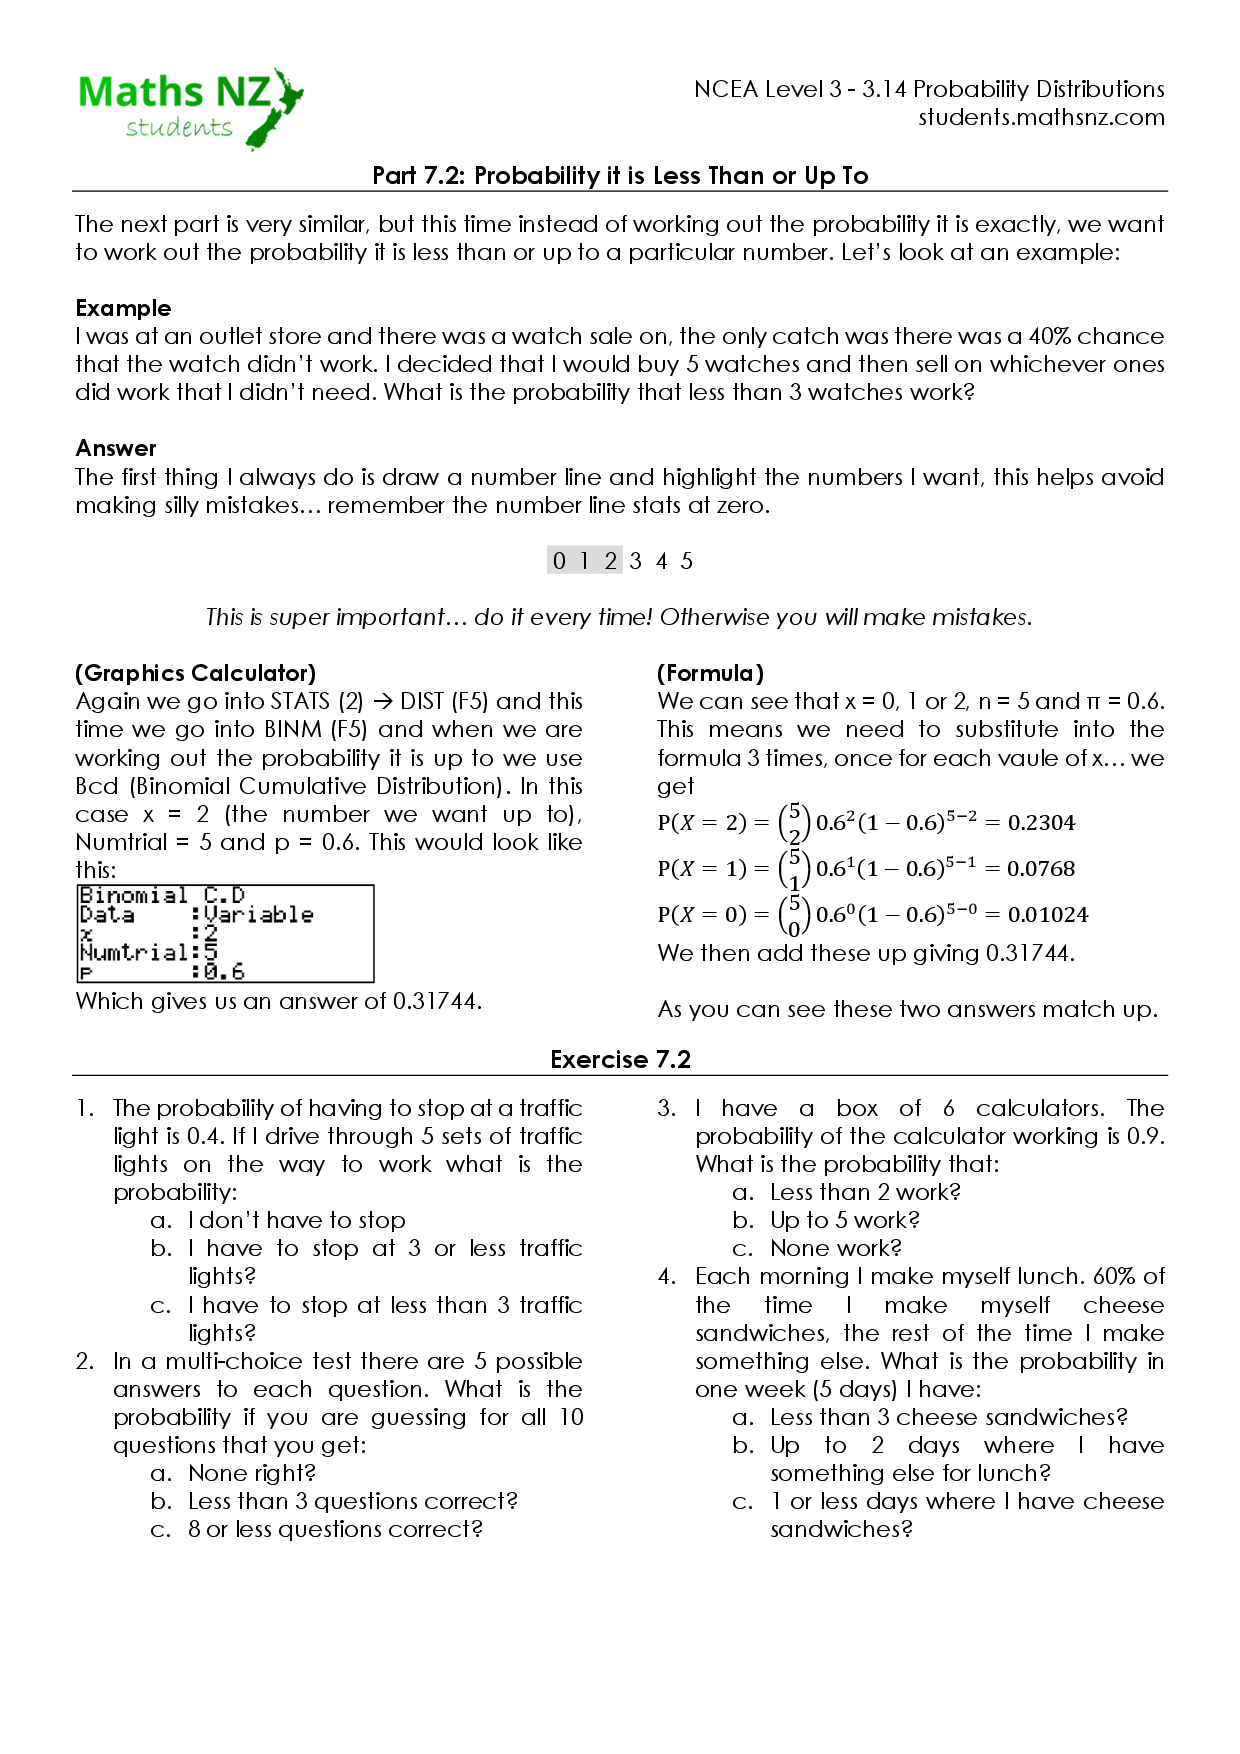 Maths NZ
students
NCEA Level 3 - 3.14 Probability Distributions
students.mathsnz.com
Part 7.2: Probability it is Less Than or Up To
The next part is very similar, but this time instead of working out the probability it is exactly, we want
to work out the probability it is less than or up to a particular number. Let’s look at an example:
Example
I was at an outlet store and there was a watch sale on, the only catch was there was a 40% chance
that the watch didn’t work. I decided that I would buy 5 watches and then sell on whichever ones
did work that I didn’t need. What is the probability that less than 3 watches work?
Answer
The first thing I always do is draw a number line and highlight the numbers I want, this helps avoid
making silly mistakes… remember the number line stats at zero.
0 1 2 3 4 5
This is super important… do it every time! Otherwise you will make mistakes.
(Graphics Calculator)
Again we go into STATS (2) → DIST (F5) and this
time we go into BINM (F5) and when we are
working out the probability it is up to we use
Bcd (Binomial Cumulative Distribution). In this
case x = 2 (the number we want up to),
Numtrial = 5 and p = 0.6. This would look like
this:
Binomial C.D
Data :Variable
x :2
Numtrial:5
p :0.6
Which gives us an answer of 0.31744.
(Formula)
We can see that x = 0, 1 or 2, n = 5 and π = 0.6.
This means we need to substitute into the
formula 3 times, once for each vaule of x… we
get
P(X = 2) = (5 2) 0.6²(1 − 0.6)⁵⁻² = 0.2304
P(X = 1) = (5 1) 0.6¹(1 − 0.6)⁵⁻¹ = 0.0768
P(X = 0) = (5 0) 0.6⁰(1 − 0.6)⁵⁻⁰ = 0.01024
We then add these up giving 0.31744.
As you can see these two answers match up.
Exercise 7.2
1. The probability of having to stop at a traffic
light is 0.4. If I drive through 5 sets of traffic
lights on the way to work what is the
probability:
a. I don’t have to stop
b. I have to stop at 3 or less traffic
lights?
c. I have to stop at less than 3 traffic
lights?
2. In a multi-choice test there are 5 possible
answers to each question. What is the
probability if you are guessing for all 10
questions that you get:
a. None right?
b. Less than 3 questions correct?
c. 8 or less questions correct?
3. I have a box of 6 calculators. The
probability of the calculator working is 0.9.
What is the probability that:
a. Less than 2 work?
b. Up to 5 work?
c. None work?
4. Each morning I make myself lunch. 60% of
the time I make myself cheese
sandwiches, the rest of the time I make
something else. What is the probability in
one week (5 days) I have:
a. Less than 3 cheese sandwiches?
b. Up to 2 days where I have
something else for lunch?
c. 1 or less days where I have cheese
sandwiches?